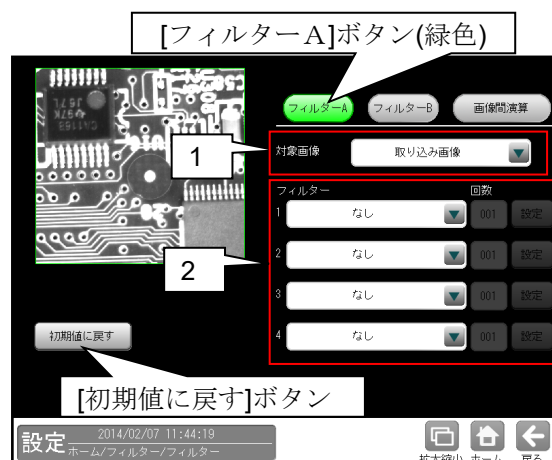 [フィルターA]ボタン(緑色)
フィルターA フィルターB 画像間演算
1
対象画像 取り込み画像
フィルター 回数
1 なし 001 設定
2 なし 001 設定
2
3 なし 001 設定
4 なし 001 設定
初期値に戻す
[初期値に戻す]ボタン
設定 2014/02/07 11:44:19
ホーム/フィルター/フィルター
拡大縮小 ホーム 戻る